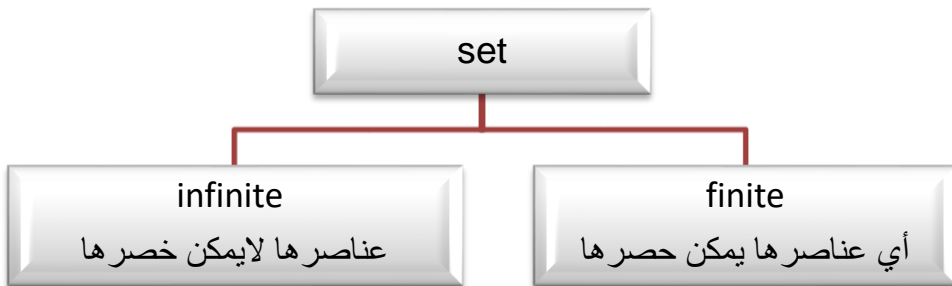 set
infinite
عناصرها لايمكن خصرها
finite
أي عناصرها يمكن حصرها